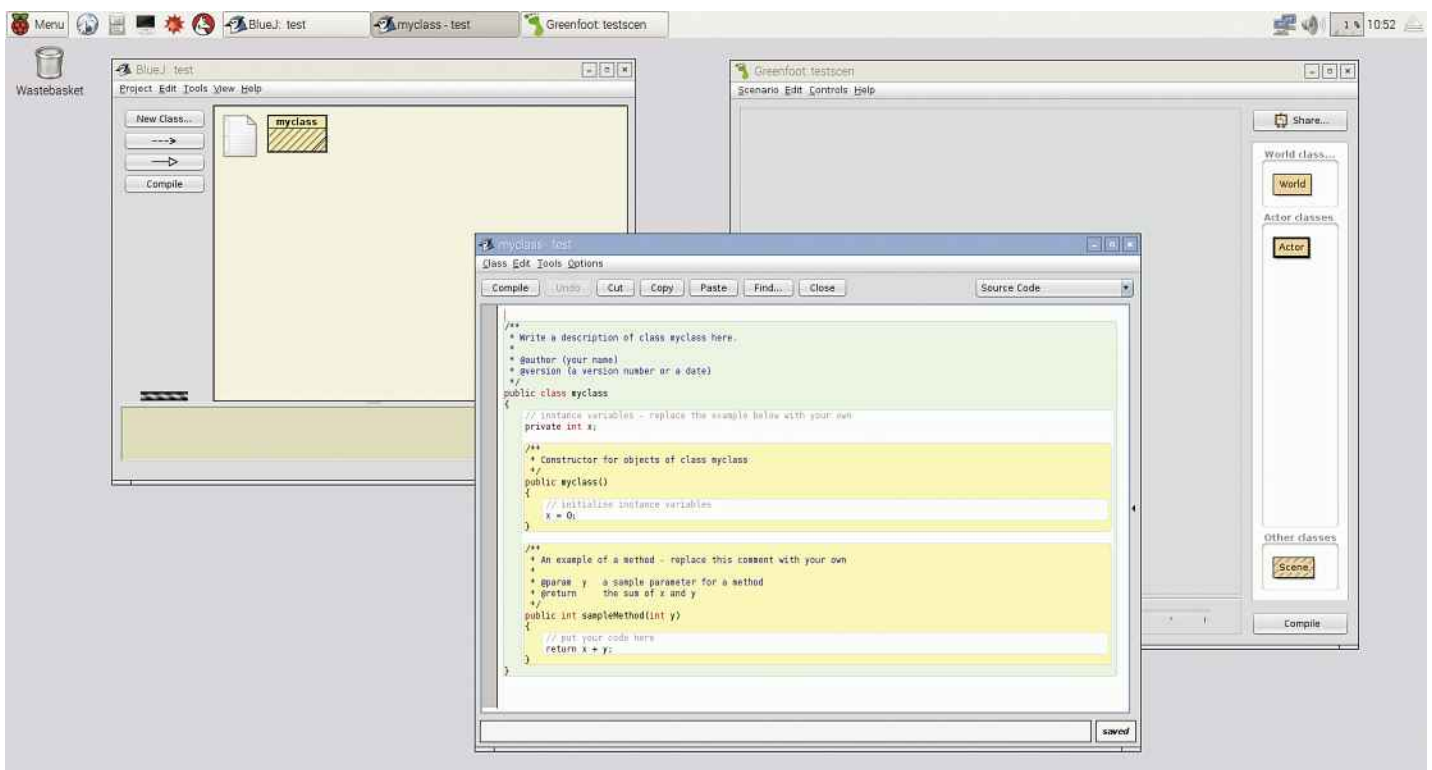 Menu
BlueJ: test
myclass - test
Greenfoot: testscen
1 %
10:52
Wastebasket
BlueJ: test
Project Edit Tools View Help
New Class...
Compile
myclass
Greenfoot: testscen
Scenario Edit Controls Help
Share...
World class...
World
Actor classes
Actor
Other classes
Scene
Compile
myclass - test
Class Edit Tools Options
Compile Undo Cut Copy Paste Find... Close Source Code
/**
* Write a description of class myclass here.
*
* @author (your name)
* @version (a version number or a date)
*/
public class myclass
{
// instance variables - replace the example below with your own
private int x;
/**
* Constructor for objects of class myclass
*/
public myclass()
{
// initialise instance variables
x = 0;
}
/**
* An example of a method - replace this comment with your own
*
* @param y a sample parameter for a method
* @return the sum of x and y
*/
public int sampleMethod(int y)
{
// put your code here
return x + y;
}
}
saved